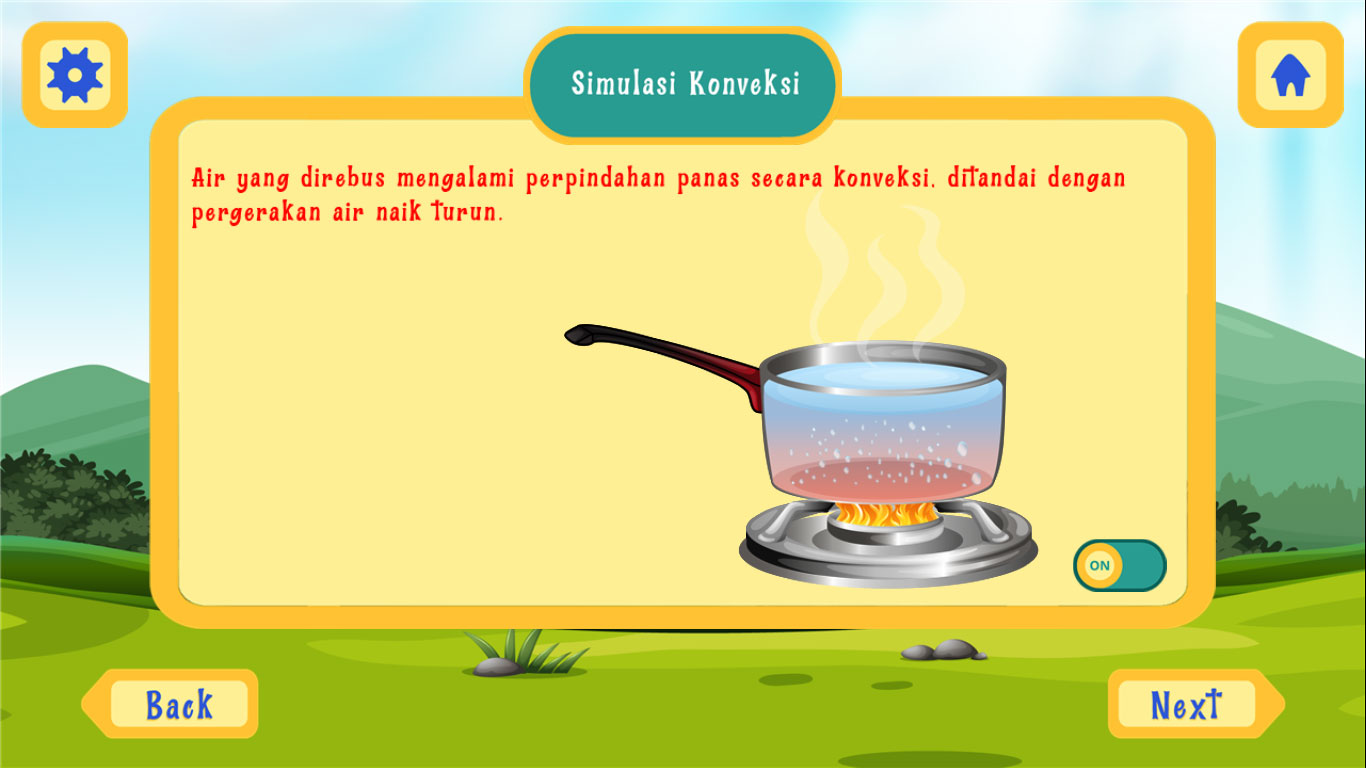 Simulasi Konveksi
Air yang direbus mengalami perpindahan panas secara konveksi. ditandai dengan
pergerakan air naik turun.
ON
Back
Next